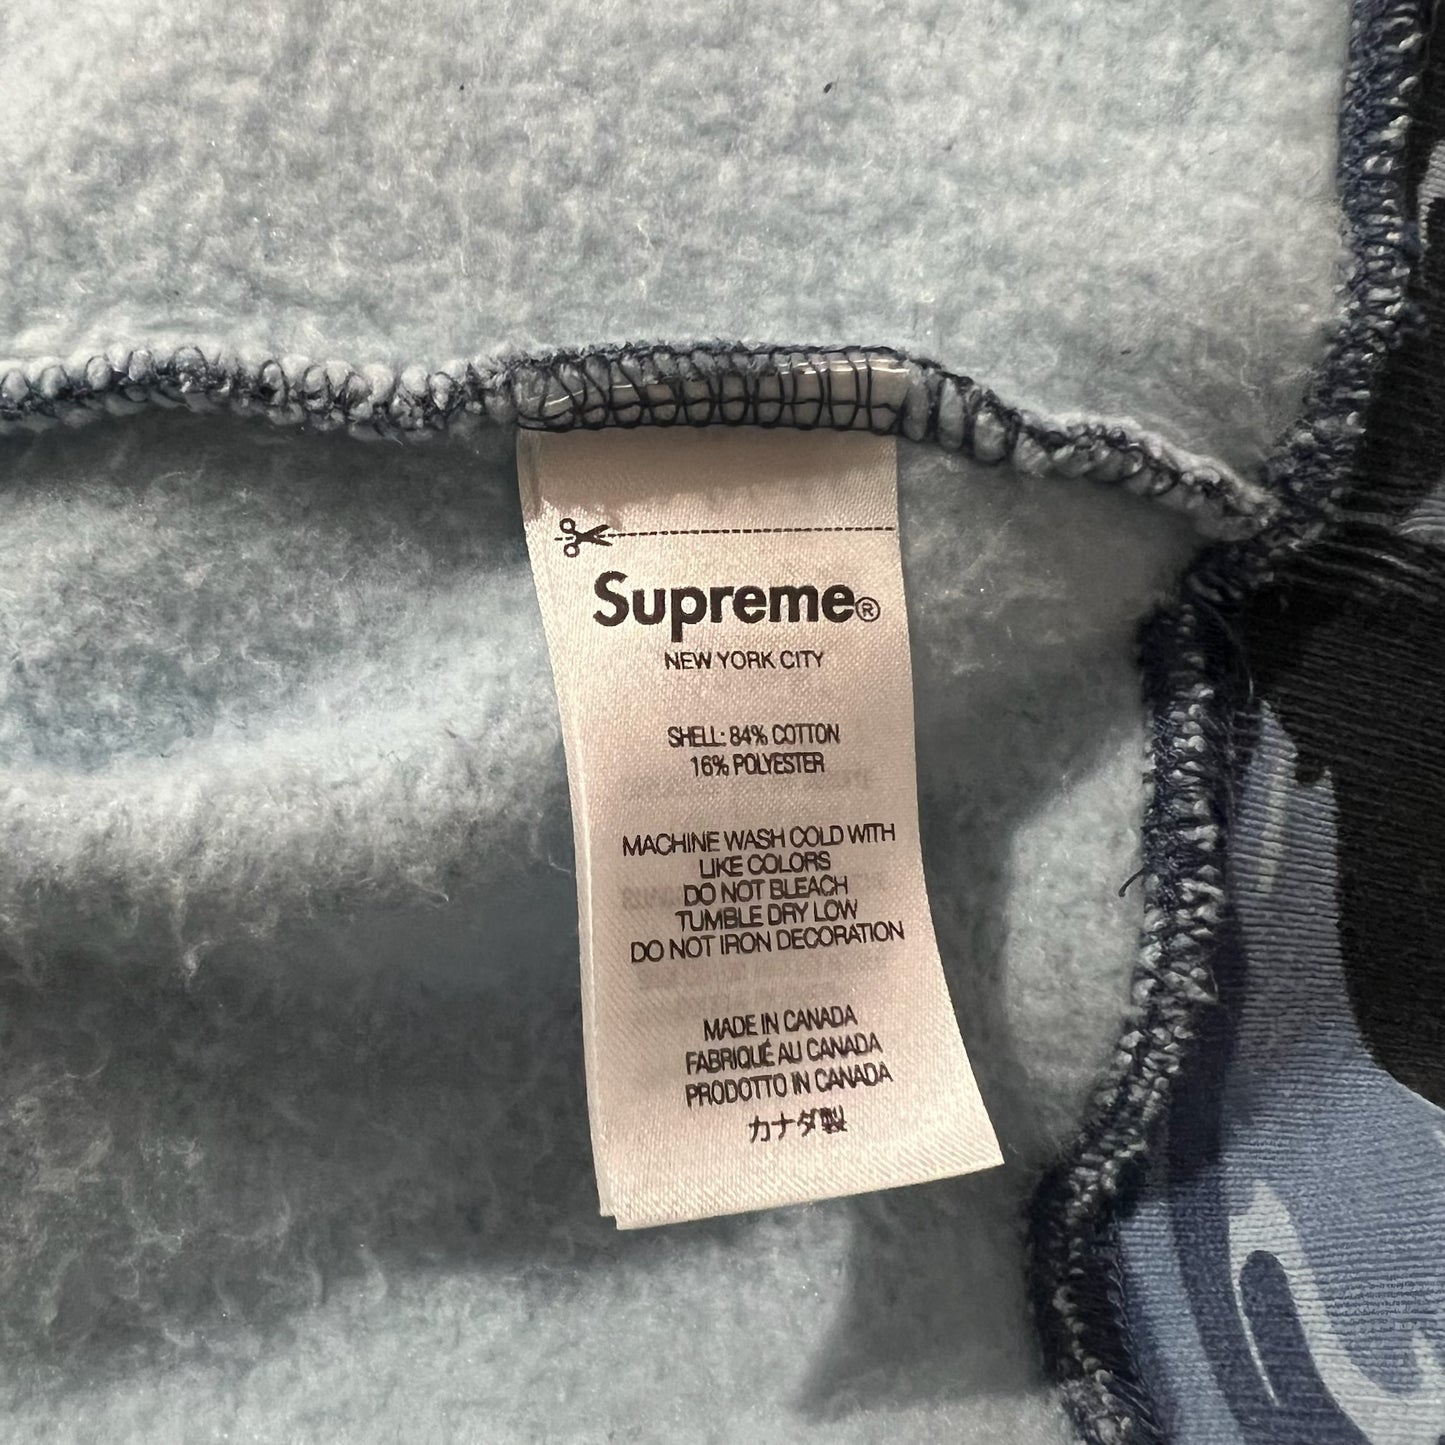 Supreme®
NEW YORK CITY
SHELL: 84% COTTON
16% POLYESTER
MACHINE WASH COLD WITH
LIKE COLORS
DO NOT BLEACH
TUMBLE DRY LOW
DO NOT IRON DECORATION
MADE IN CANADA
FABRIQUÉ AU CANADA
PRODOTTO IN CANADA
カナダ製